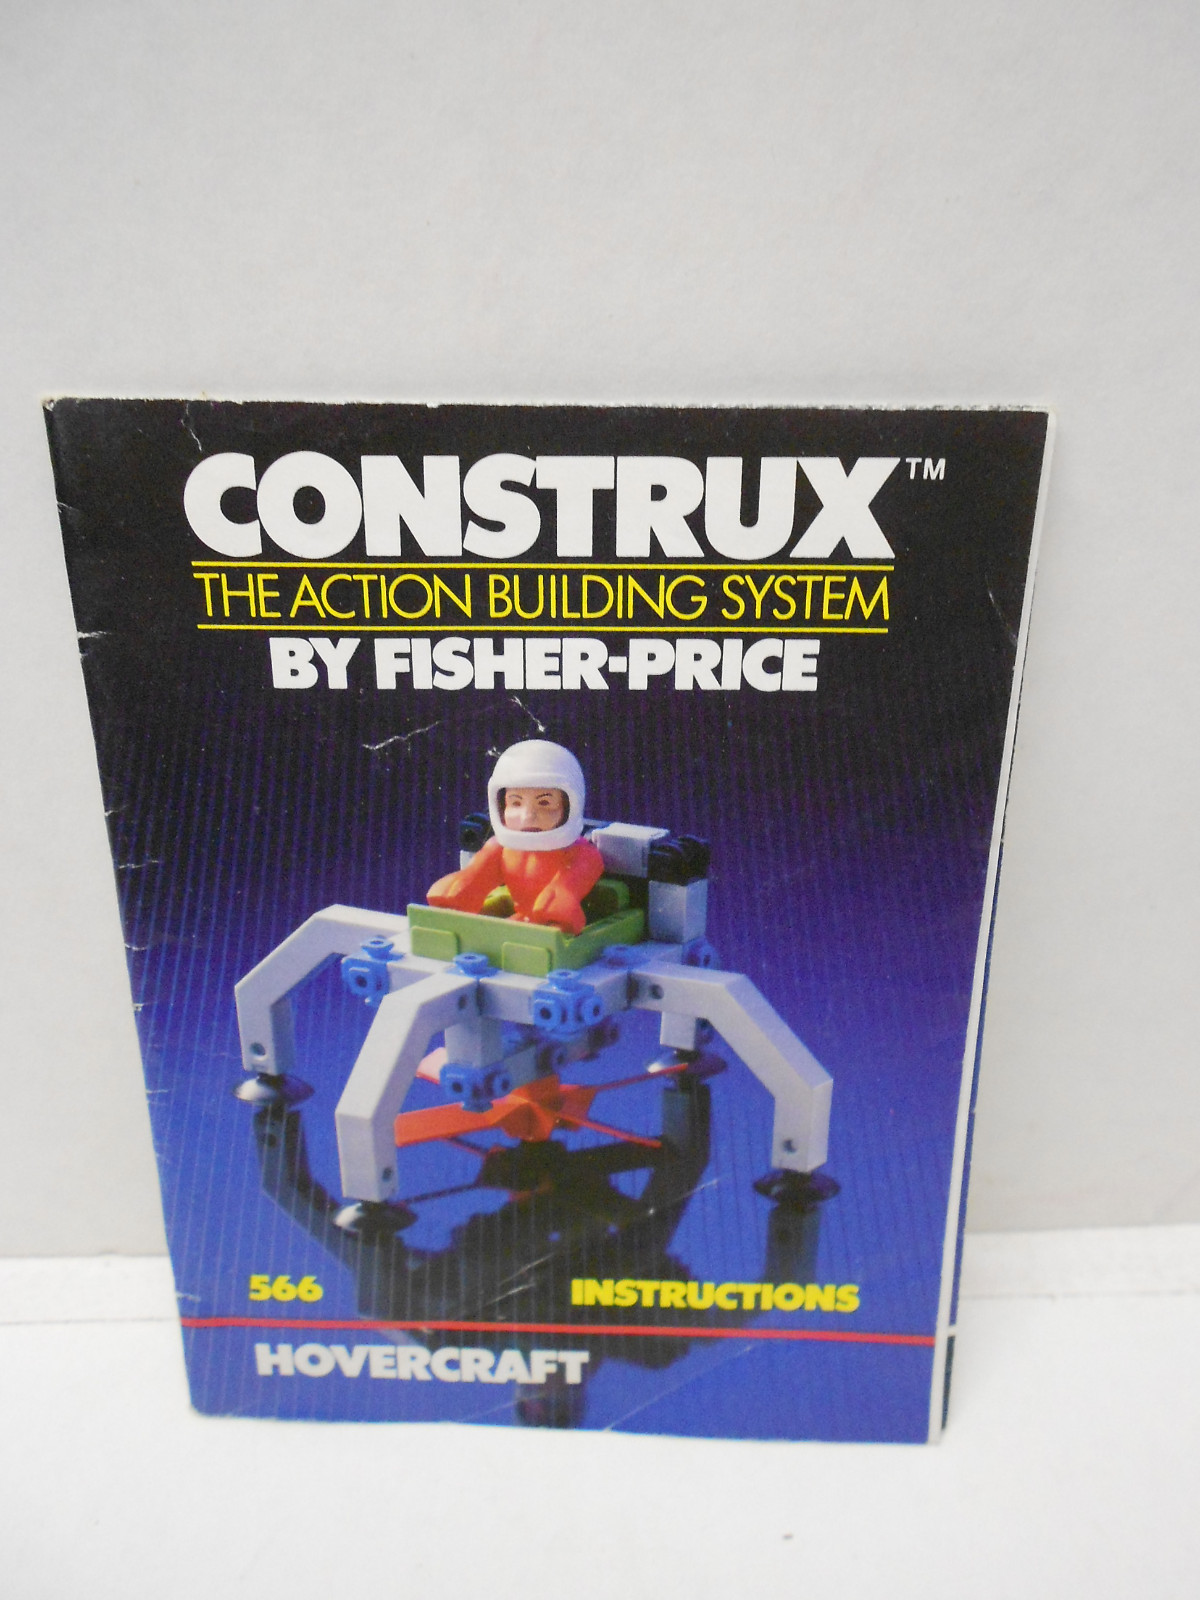 CONSTRUX™
THE ACTION BUILDING SYSTEM
BY FISHER-PRICE
566 INSTRUCTIONS
HOVERCRAFT